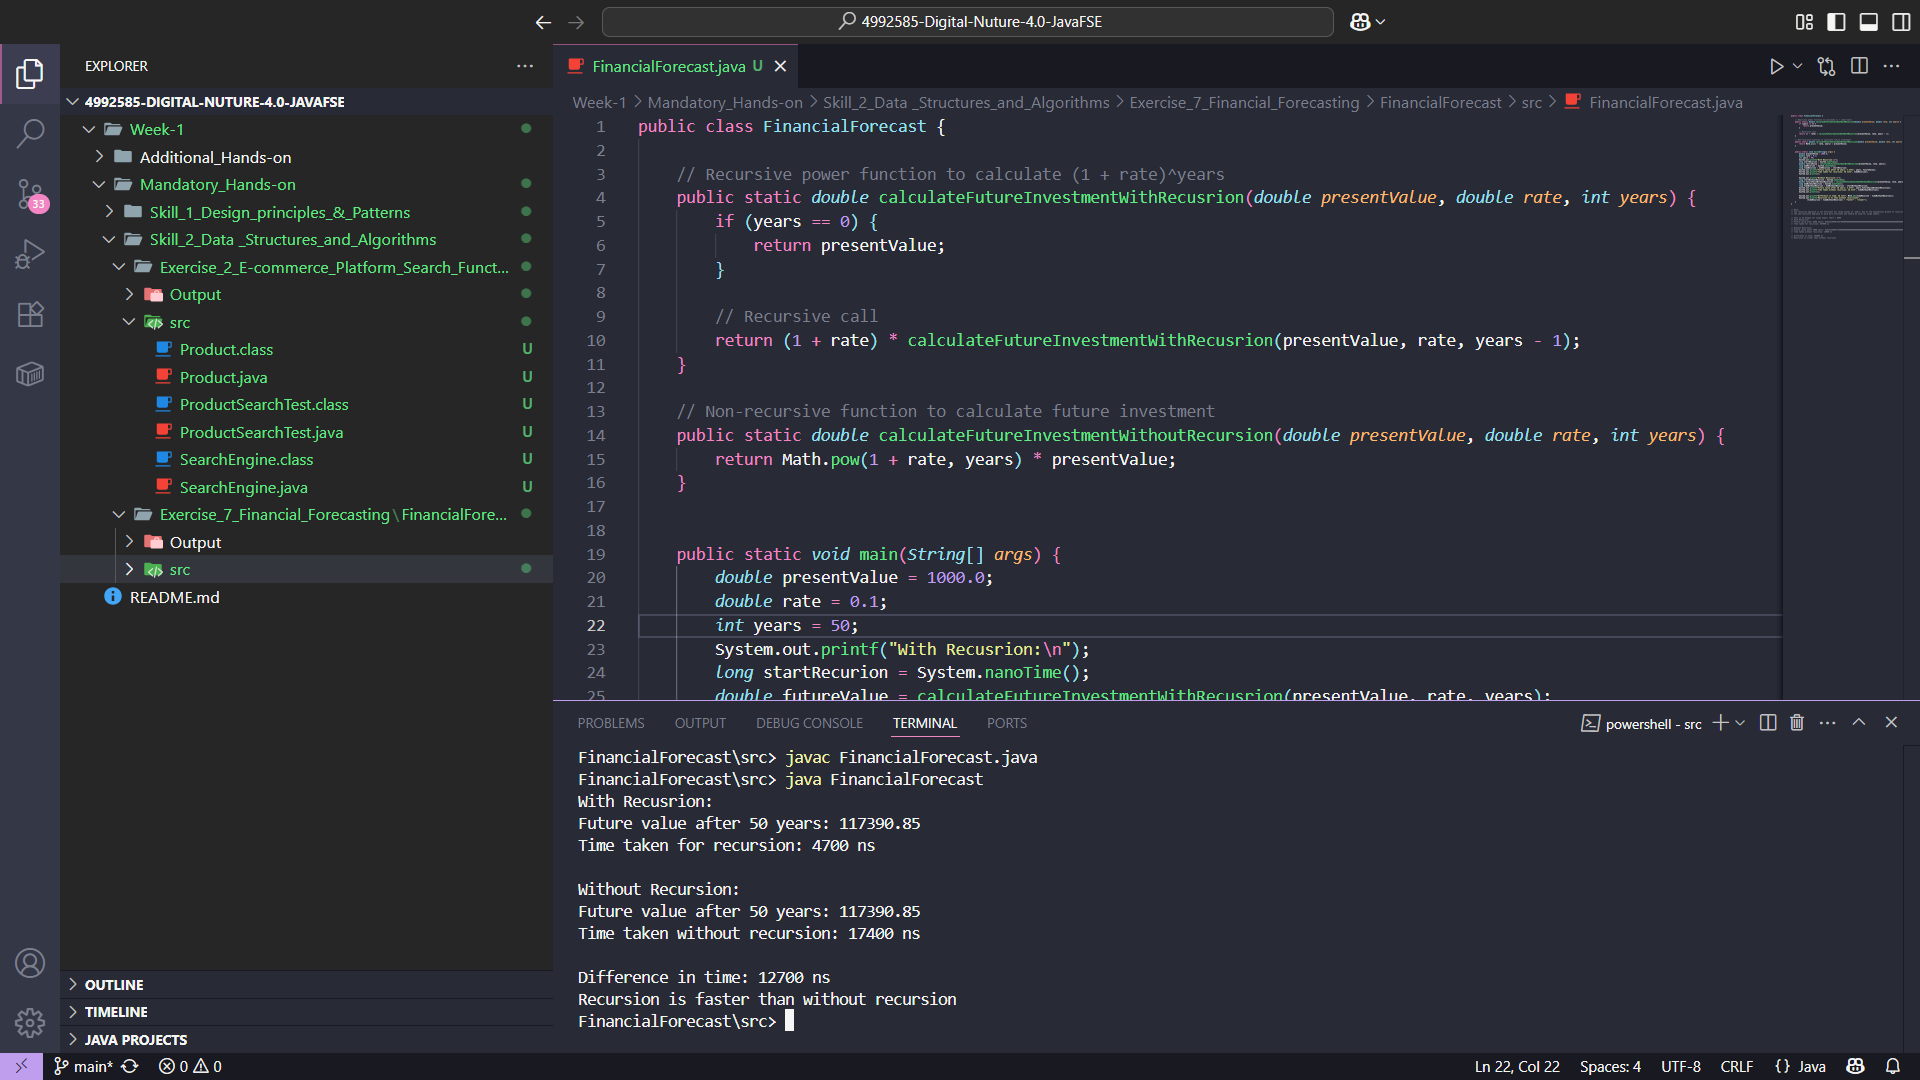 4992585-Digital-Nuture-4.0-JavaFSE
EXPLORER
4992585-DIGITAL-NUTURE-4.0-JAVAFSE
Week-1
Additional_Hands-on
Mandatory_Hands-on
Skill_1_Design_principles_&_Patterns
Skill_2_Data _Structures_and_Algorithms
Exercise_2_E-commerce_Platform_Search_Funct...
Output
src
Product.class U
Product.java U
ProductSearchTest.class U
ProductSearchTest.java U
SearchEngine.class U
SearchEngine.java U
Exercise_7_Financial_Forecasting\FinancialFore...
Output
src
README.md
33
OUTLINE
TIMELINE
JAVA PROJECTS
FinancialForecast.java U
Week-1 > Mandatory_Hands-on > Skill_2_Data _Structures_and_Algorithms > Exercise_7_Financial_Forecasting > FinancialForecast > src > FinancialForecast.java
1 public class FinancialForecast {
2
3 // Recursive power function to calculate (1 + rate)^years
4 public static double calculateFutureInvestmentWithRecusrion(double presentValue, double rate, int years) {
5 if (years == 0) {
6 return presentValue;
7 }
8
9 // Recursive call
10 return (1 + rate) * calculateFutureInvestmentWithRecusrion(presentValue, rate, years - 1);
11 }
12
13 // Non-recursive function to calculate future investment
14 public static double calculateFutureInvestmentWithoutRecursion(double presentValue, double rate, int years) {
15 return Math.pow(1 + rate, years) * presentValue;
16 }
17
18
19 public static void main(String[] args) {
20 double presentValue = 1000.0;
21 double rate = 0.1;
22 int years = 50;
23 System.out.printf("With Recusrion:\n");
24 long startRecurion = System.nanoTime();
25 double futureValue = calculateFutureInvestmentWithRecusrion(presentValue, rate, years);
PROBLEMS OUTPUT DEBUG CONSOLE TERMINAL PORTS
powershell - src
FinancialForecast\src> javac FinancialForecast.java
FinancialForecast\src> java FinancialForecast
With Recusrion:
Future value after 50 years: 117390.85
Time taken for recursion: 4700 ns
Without Recursion:
Future value after 50 years: 117390.85
Time taken without recursion: 17400 ns
Difference in time: 12700 ns
Recursion is faster than without recursion
FinancialForecast\src>
main* 0 0
Ln 22, Col 22 Spaces: 4 UTF-8 CRLF {} Java